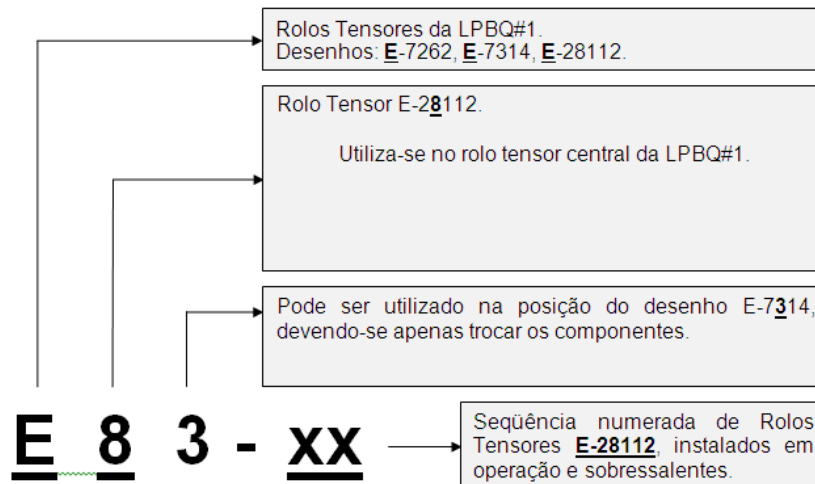 Rolos Tensores da LPBQ#1.
Desenhos: E-7262, E-7314, E-28112.
Rolo Tensor E-28112.
Utiliza-se no rolo tensor central da LPBQ#1.
Pode ser utilizado na posição do desenho E-7314,
devendo-se apenas trocar os componentes.
E 8 3 - xx
Seqüência numerada de Rolos
Tensores E-28112, instalados em
operação e sobressalentes.